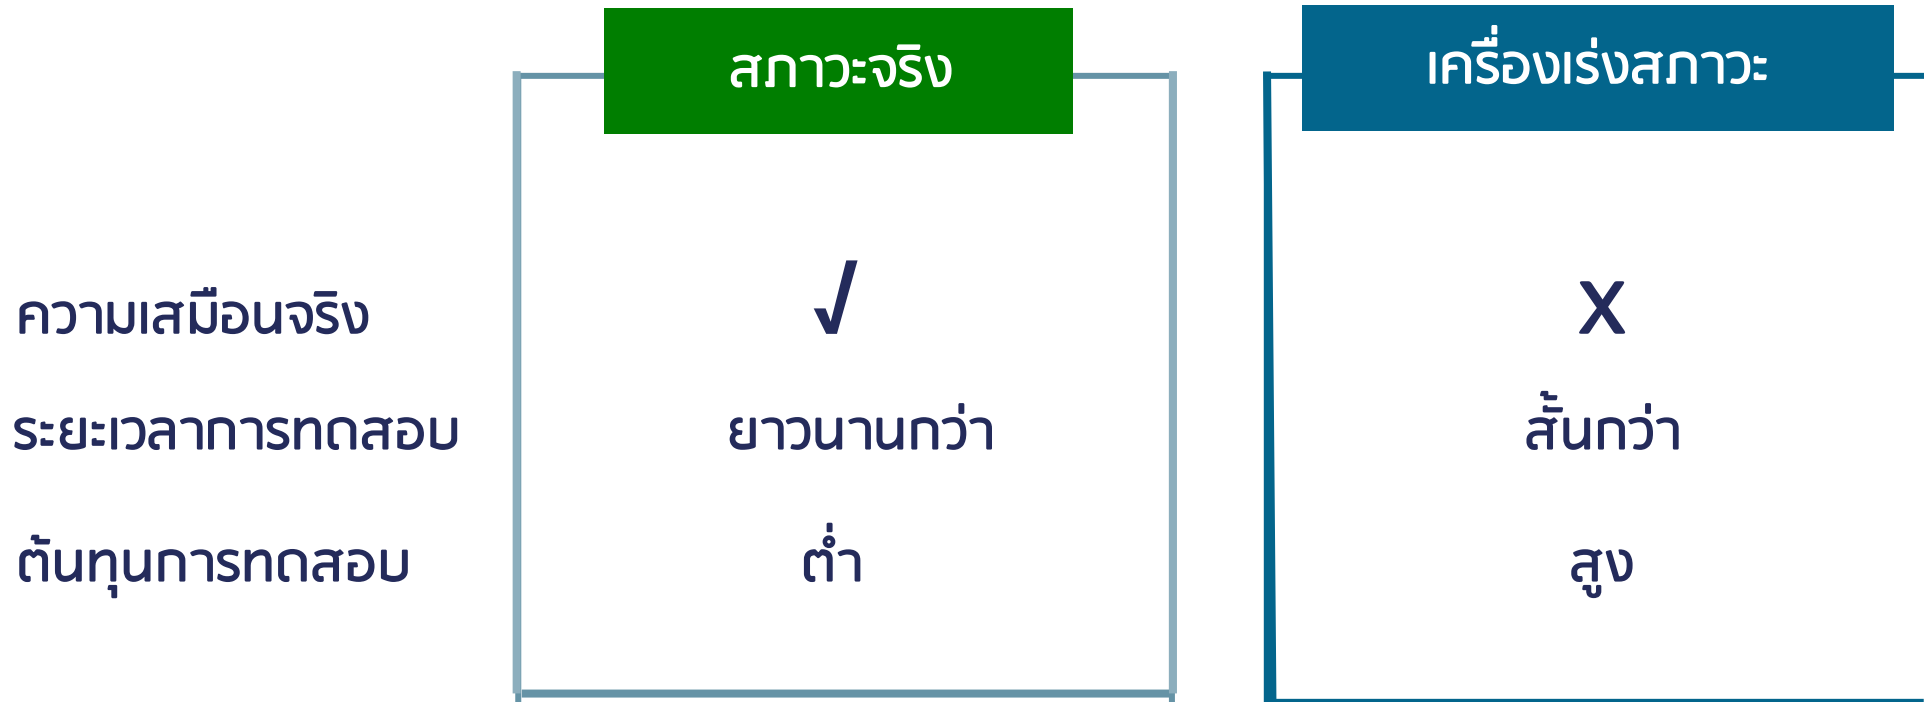 สภาวะจริง เครื่องเร่งสภาวะ
ความเสมือนจริง √ X
ระยะเวลาการทดสอบ ยาวนานกว่า สั้นกว่า
ต้นทุนการทดสอบ ต่ำ สูง